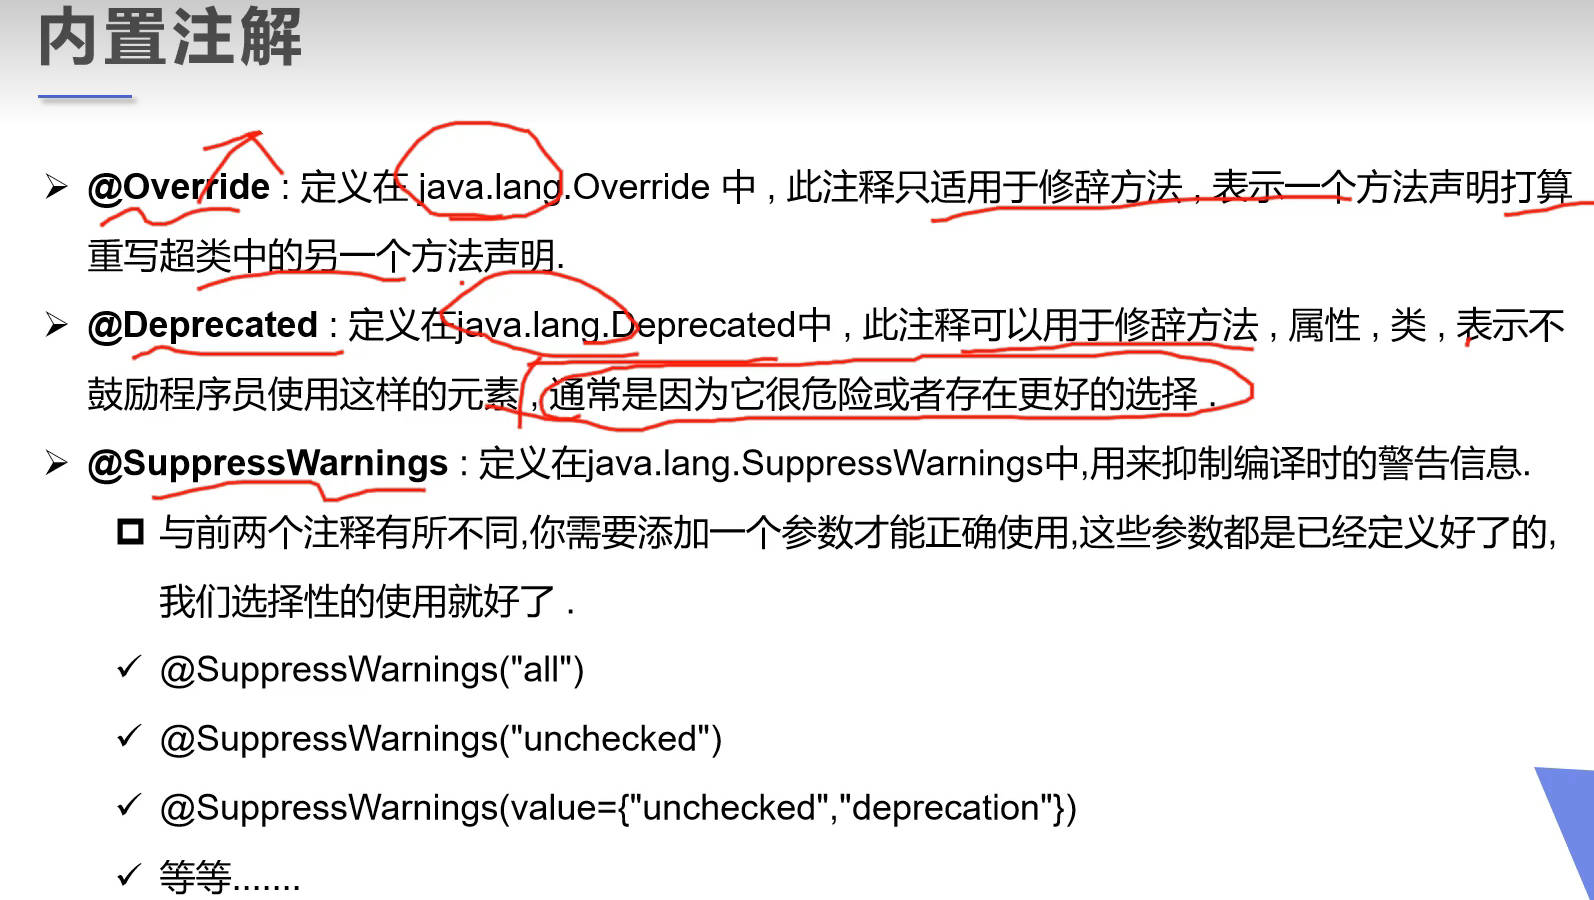 内置注解
@Override : 定义在 java.lang.Override 中 , 此注释只适用于修辞方法 , 表示一个方法声明打算
重写超类中的另一个方法声明.
@Deprecated : 定义在java.lang.Deprecated中 , 此注释可以用于修辞方法 , 属性 , 类 , 表示不
鼓励程序员使用这样的元素 , 通常是因为它很危险或者存在更好的选择 .
@SuppressWarnings : 定义在java.lang.SuppressWarnings中,用来抑制编译时的警告信息.
与前两个注释有所不同,你需要添加一个参数才能正确使用,这些参数都是已经定义好了的,
我们选择性的使用就好了 .
@SuppressWarnings("all")
@SuppressWarnings("unchecked")
@SuppressWarnings(value={"unchecked","deprecation"})
等等.......